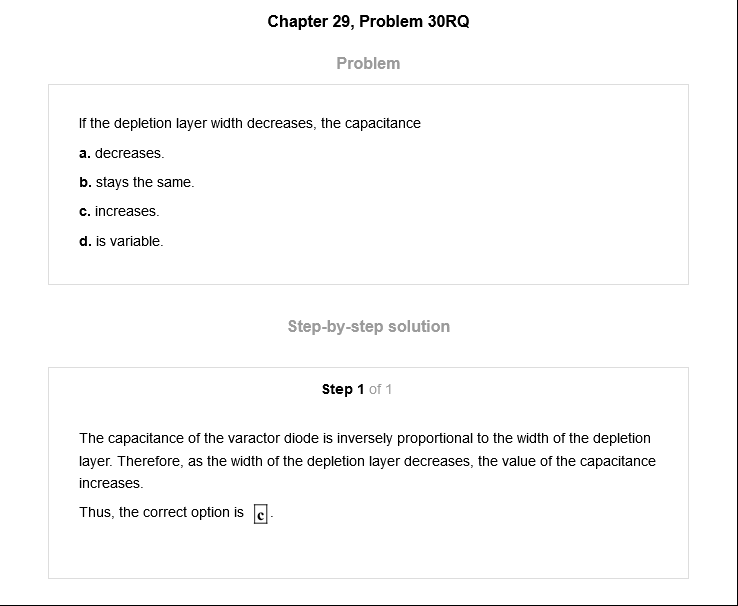 Chapter 29, Problem 30RQ
Problem
If the depletion layer width decreases, the capacitance
a. decreases.
b. stays the same.
c. increases.
d. is variable.
Step-by-step solution
Step 1 of 1
The capacitance of the varactor diode is inversely proportional to the width of the depletion
layer. Therefore, as the width of the depletion layer decreases, the value of the capacitance
increases.
Thus, the correct option is c.